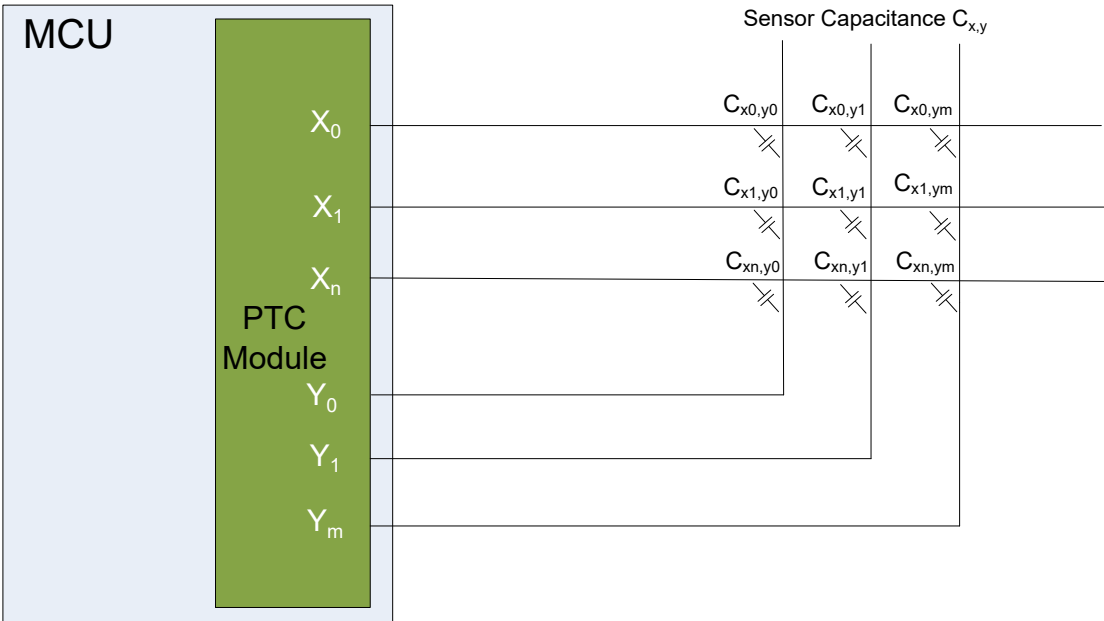 MCU
Sensor Capacitance Cx,y
X0
Cx0,y0 Cx0,y1 Cx0,ym
X1
Cx1,y0 Cx1,y1 Cx1,ym
Xn
Cxn,y0 Cxn,y1 Cxn,ym
PTC
Module
Y0
Y1
Ym